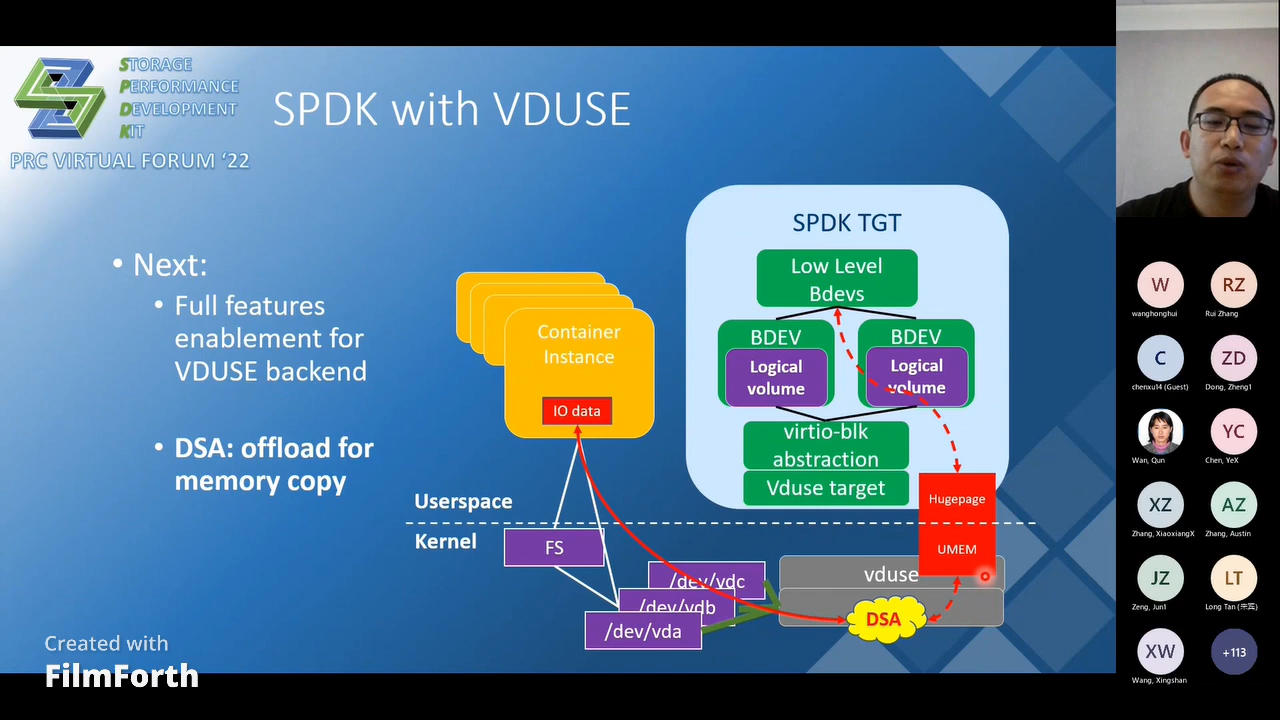 STORAGE
PERFORMANCE
DEVELOPMENT
KIT
PRC VIRTUAL FORUM ‘22
SPDK with VDUSE
• Next:
• Full features
enablement for
VDUSE backend
• DSA: offload for
memory copy
Container
Instance
IO data
SPDK TGT
Low Level
Bdevs
BDEV
Logical
volume
BDEV
Logical
volume
virtio-blk
abstraction
Vduse target
Hugepage
UMEM
Userspace
Kernel
FS
/dev/vdc
/dev/vdb
/dev/vda
vduse
DSA
Created with
FilmForth
W
wanghonghui
RZ
Rui Zhang
C
chenxu14 (Guest)
ZD
Dong, Zheng1
Wan, Qun
YC
Chen, YeX
XZ
Zhang, XiaoxiangX
AZ
Zhang, Austin
JZ
Zeng, Jun1
LT
Long Tan (来宾)
XW
Wang, Xingshan
+113